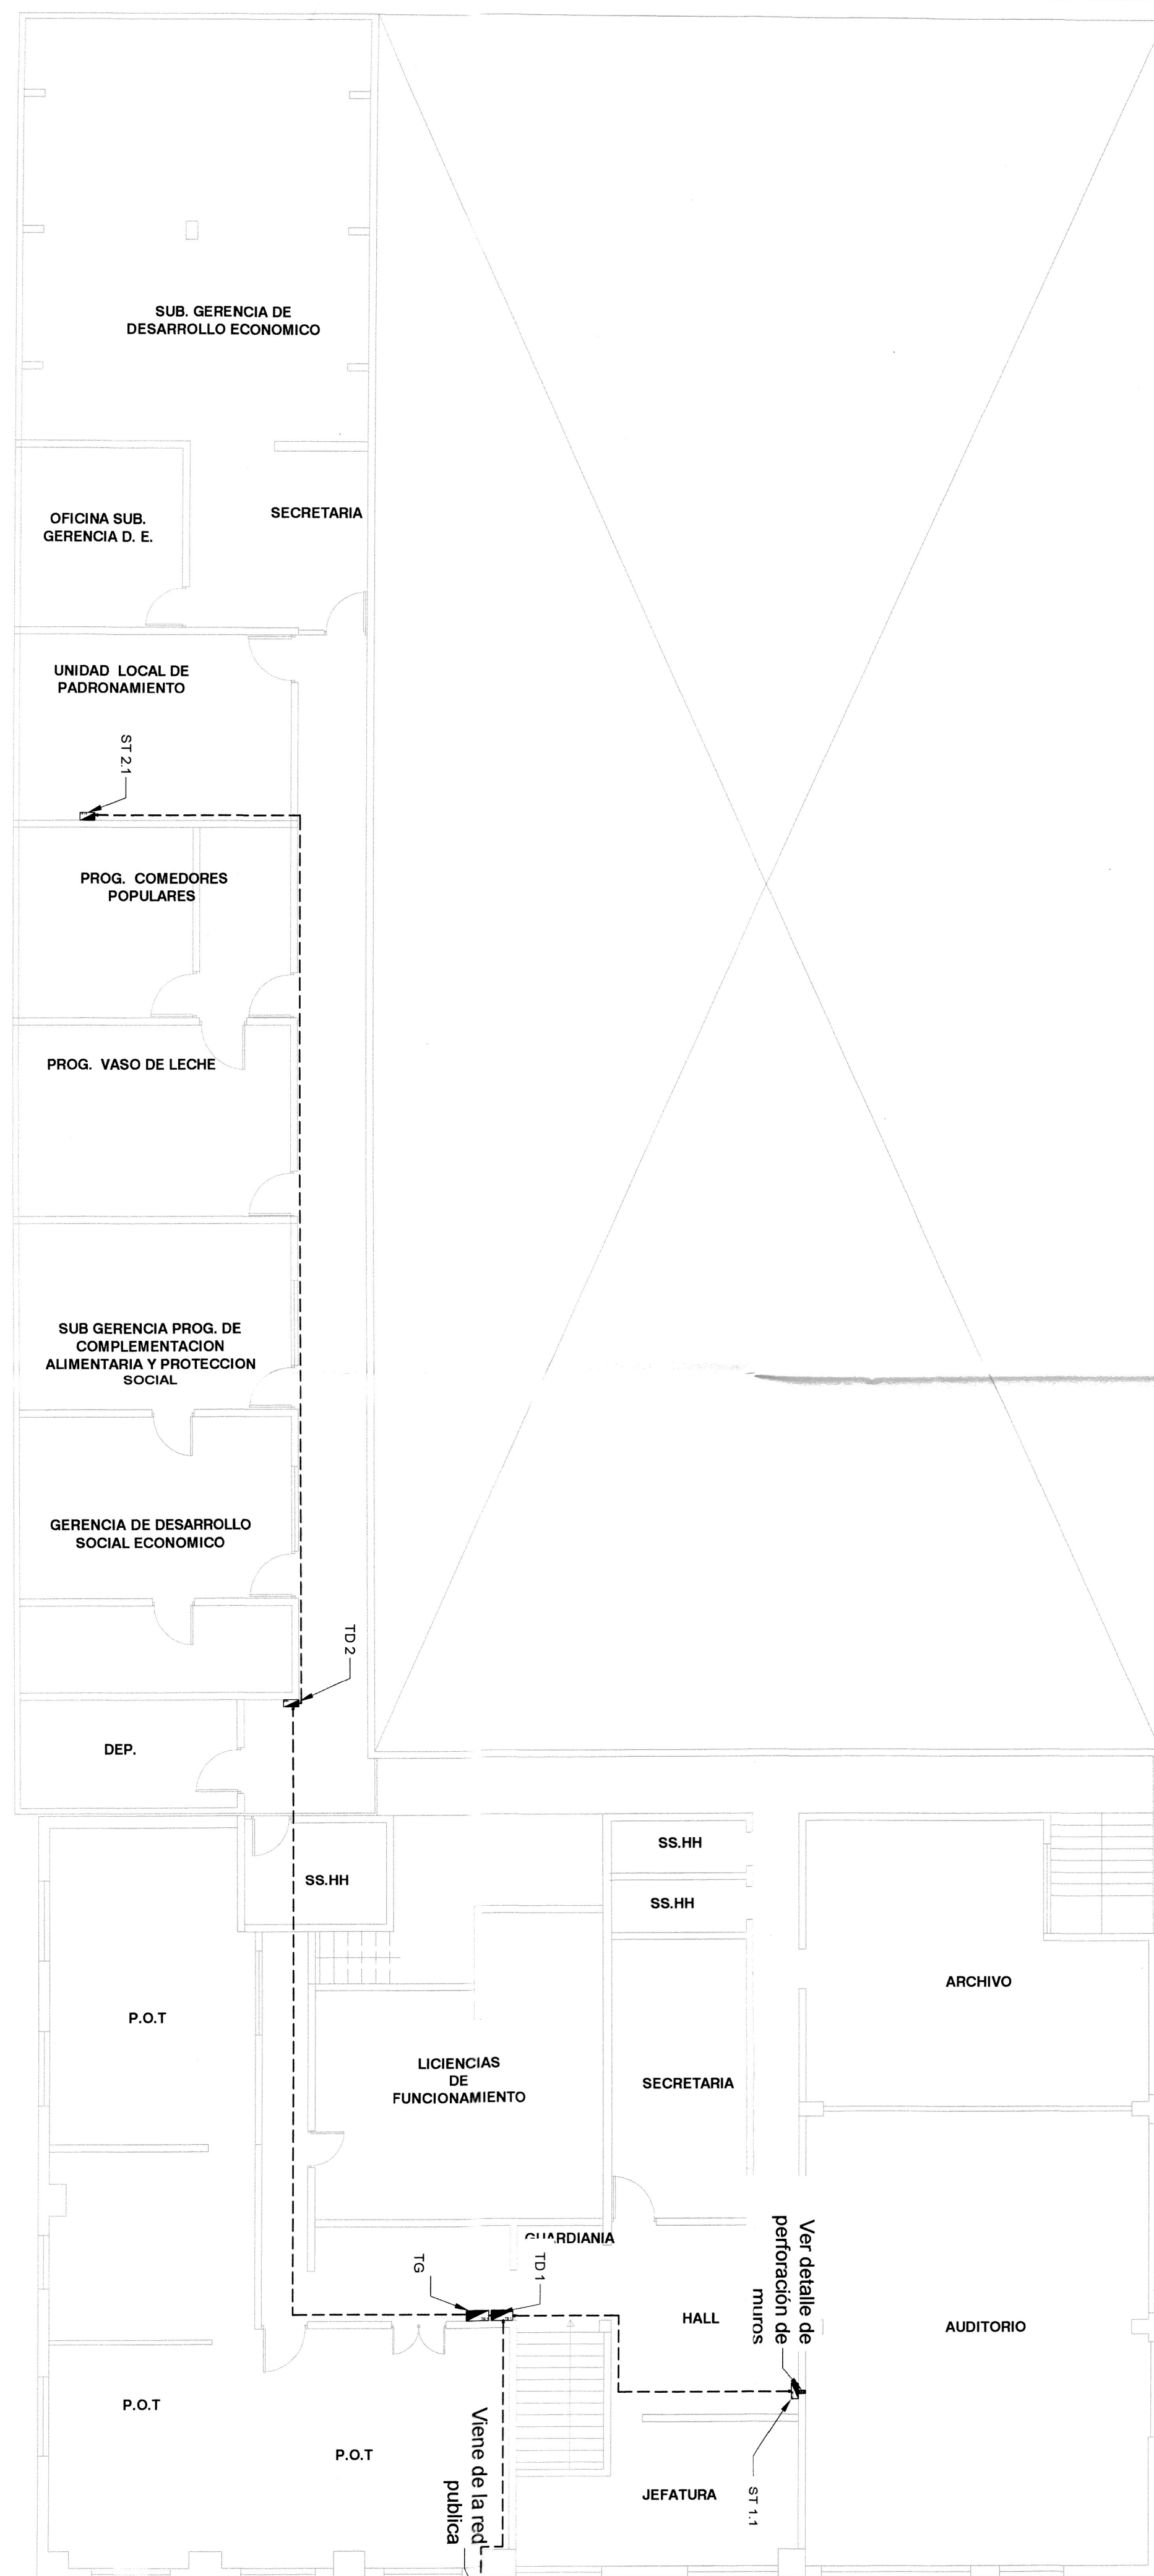 SUB. GERENCIA DE
DESARROLLO ECONOMICO
OFICINA SUB.
GERENCIA D. E.
SECRETARIA
UNIDAD LOCAL DE
PADRONAMIENTO
ST 2.1
PROG. COMEDORES
POPULARES
PROG. VASO DE LECHE
SUB GERENCIA PROG. DE
COMPLEMENTACION
ALIMENTARIA Y PROTECCION
SOCIAL
GERENCIA DE DESARROLLO
SOCIAL ECONOMICO
TD 2
DEP.
SS.HH
SS.HH
SS.HH
ARCHIVO
P.O.T
LICIENCIAS
DE
FUNCIONAMIENTO
SECRETARIA
GUARDIANIA
TG
TD 1
HALL
Ver detalle de
perforación de
muros
AUDITORIO
P.O.T
P.O.T
Viene de la red
publica
JEFATURA
ST 1.1